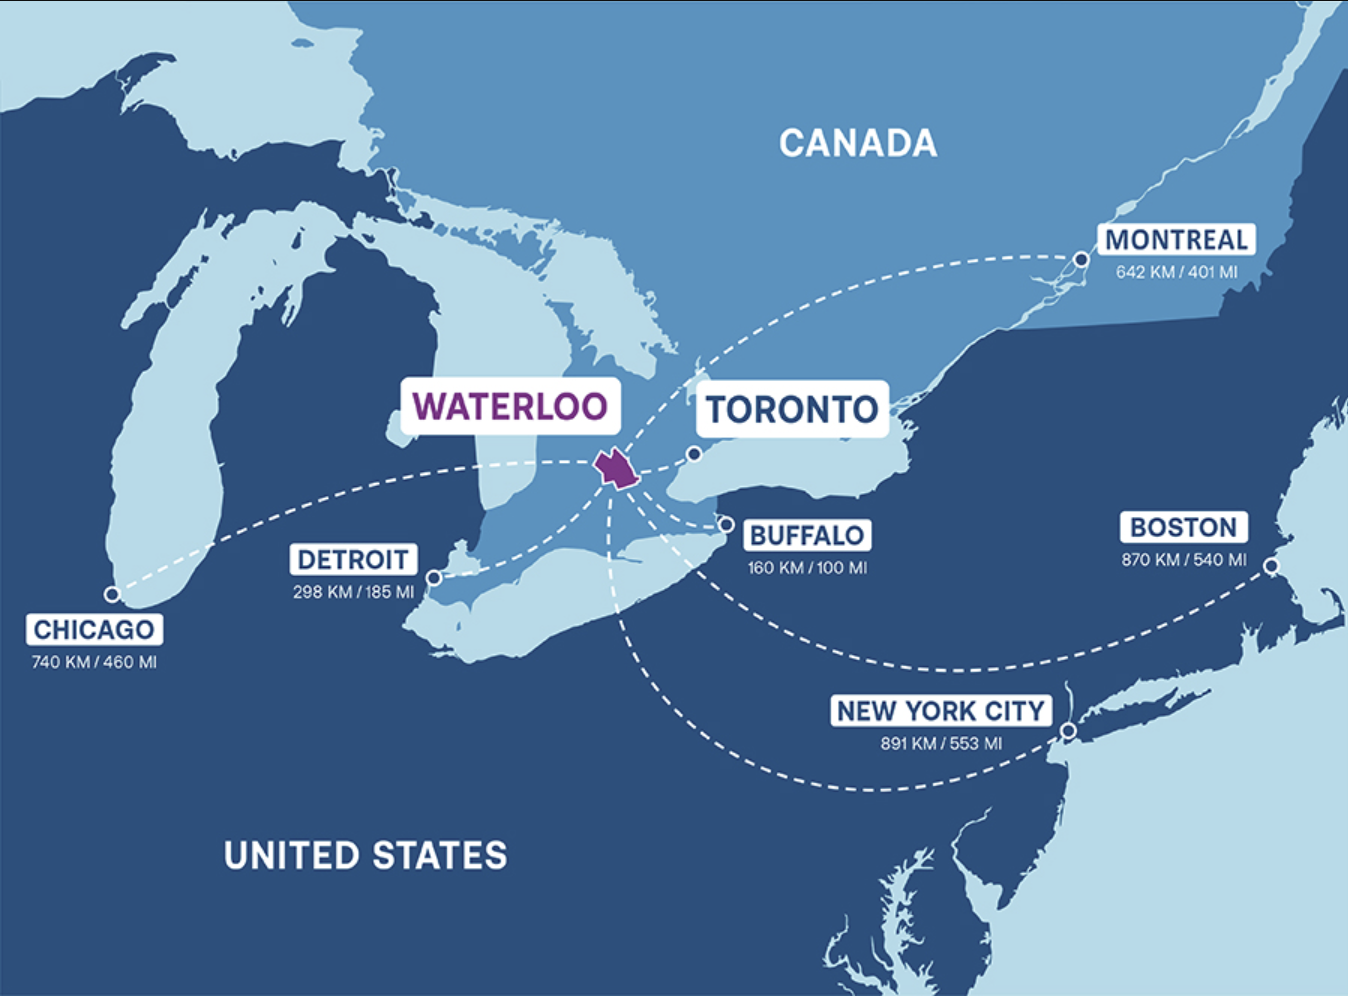 CANADA
MONTREAL
642 KM / 401 MI
WATERLOO
TORONTO
BUFFALO
160 KM / 100 MI
BOSTON
870 KM / 540 MI
DETROIT
298 KM / 185 MI
CHICAGO
740 KM / 460 MI
NEW YORK CITY
891 KM / 553 MI
UNITED STATES